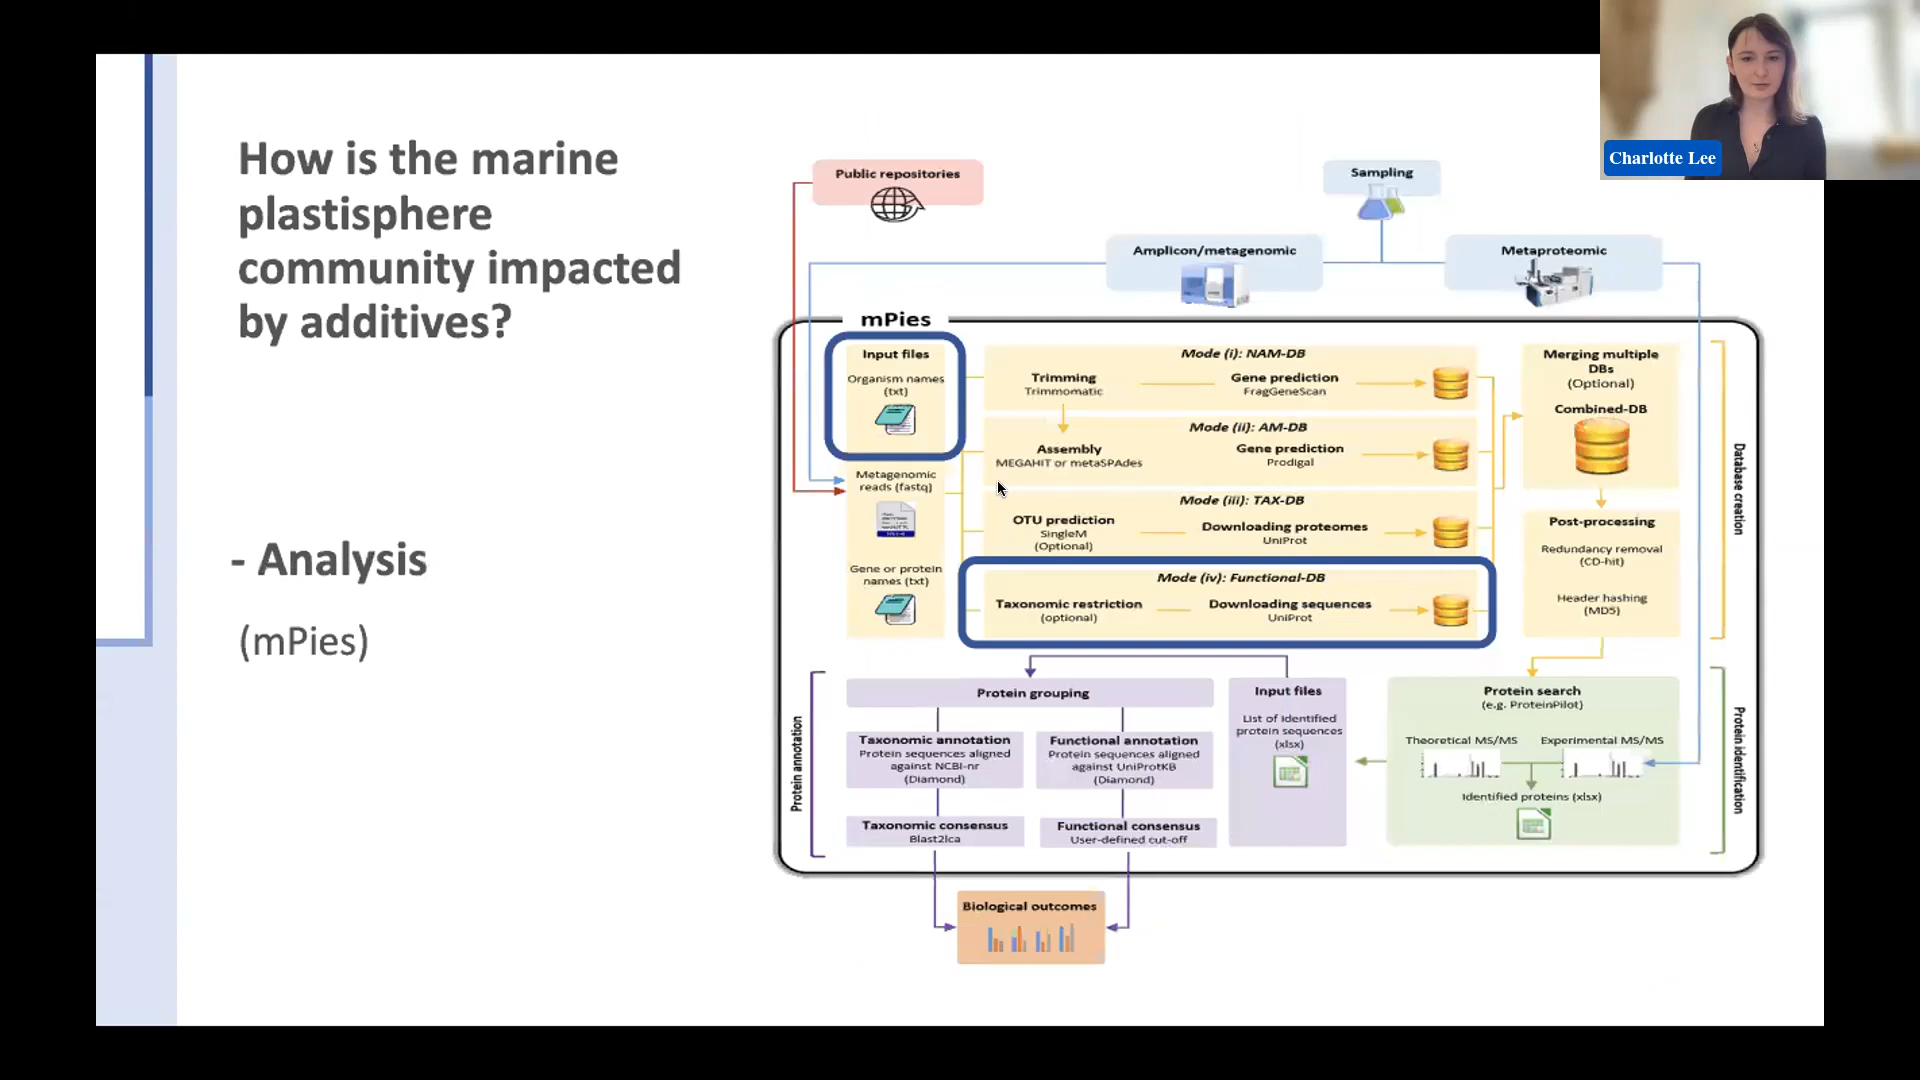 Charlotte Lee
How is the marine
plastisphere
community impacted
by additives?
- Analysis
(mPies)
Public repositories
Sampling
Amplicon/metagenomic
Metaproteomic
mPies
Input files
Organism names
(txt)
Metagenomic
reads (fastq)
Gene or protein
names (txt)
Mode (i): NAM-DB
Trimming
Trimmomatic
Gene prediction
FragGeneScan
Mode (ii): AM-DB
Assembly
MEGAHIT or metaSPAdes
Gene prediction
Prodigal
Mode (iii): TAX-DB
OTU prediction
SingleM
(Optional)
Downloading proteomes
UniProt
Mode (iv): Functional-DB
Taxonomic restriction
(optional)
Downloading sequences
UniProt
Merging multiple
DBs
(Optional)
Combined-DB
Post-processing
Redundancy removal
(CD-hit)
Header hashing
(MD5)
Database creation
Protein grouping
Taxonomic annotation
Protein sequences aligned
against NCBI-nr
(Diamond)
Functional annotation
Protein sequences aligned
against UniProtKB
(Diamond)
Taxonomic consensus
Blast2lca
Functional consensus
User-defined cut-off
Protein annotation
Input files
List of identified
protein sequences
(xlsx)
Protein search
(e.g. ProteinPilot)
Theoretical MS/MS
Experimental MS/MS
Identified proteins (xlsx)
Protein identification
Biological outcomes